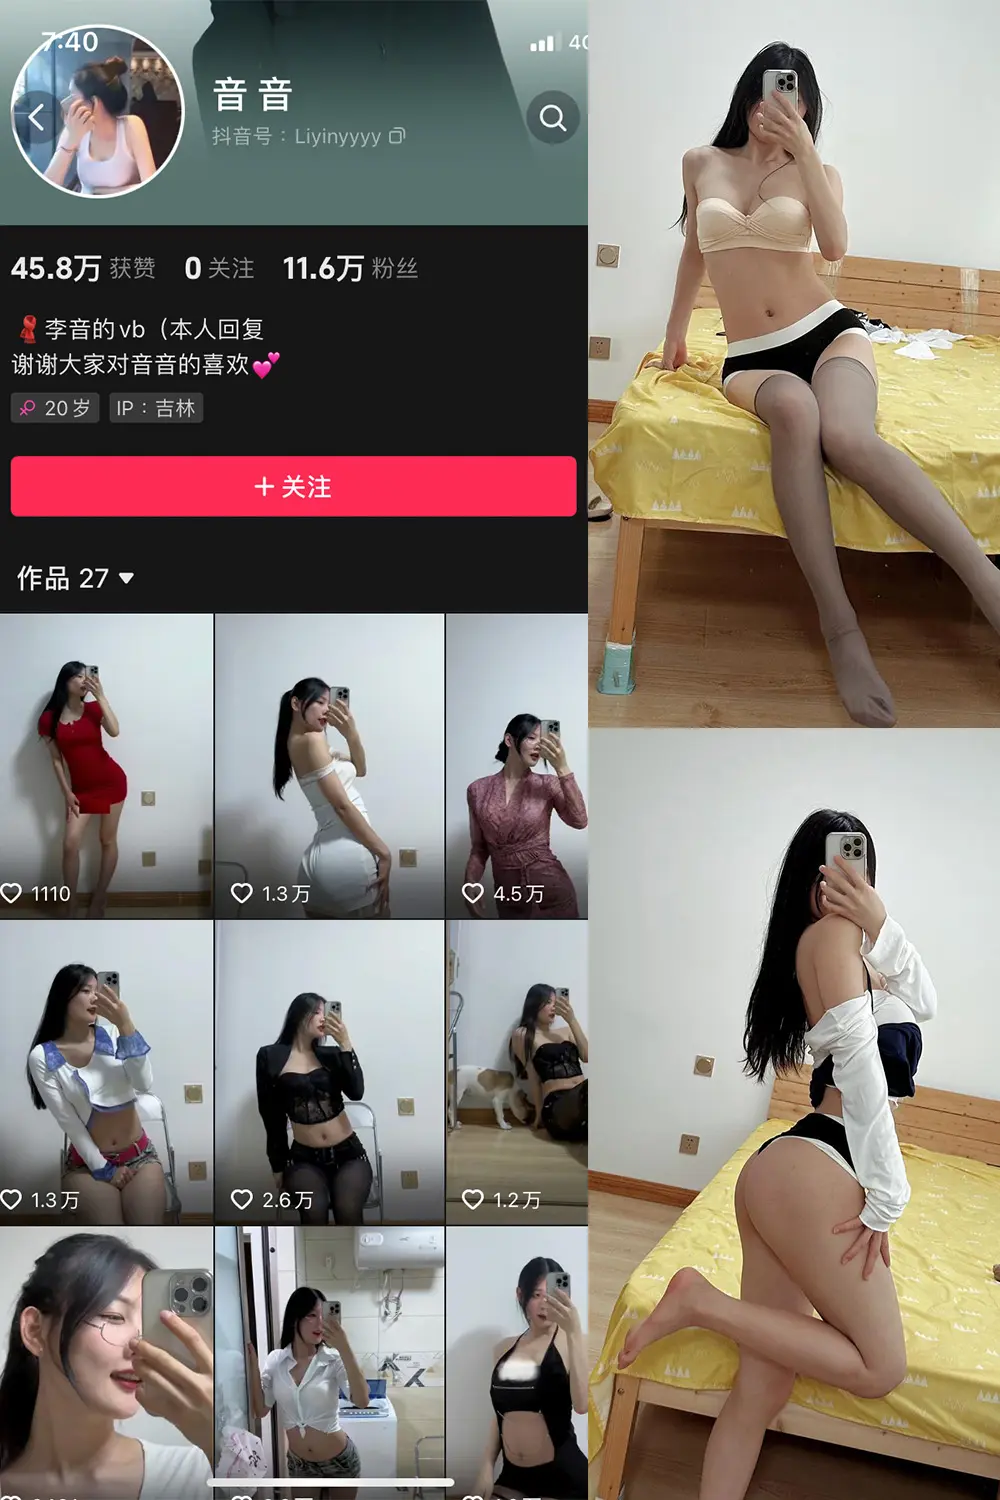 7:40
4G
音音
抖音号：Liyinyyyy
45.8万 获赞 0 关注 11.6万 粉丝
李音的vb（本人回复
谢谢大家对音音的喜欢💕
20岁 IP：吉林
+ 关注
作品 27
1110
1.3万
4.5万
1.3万
2.6万
1.2万